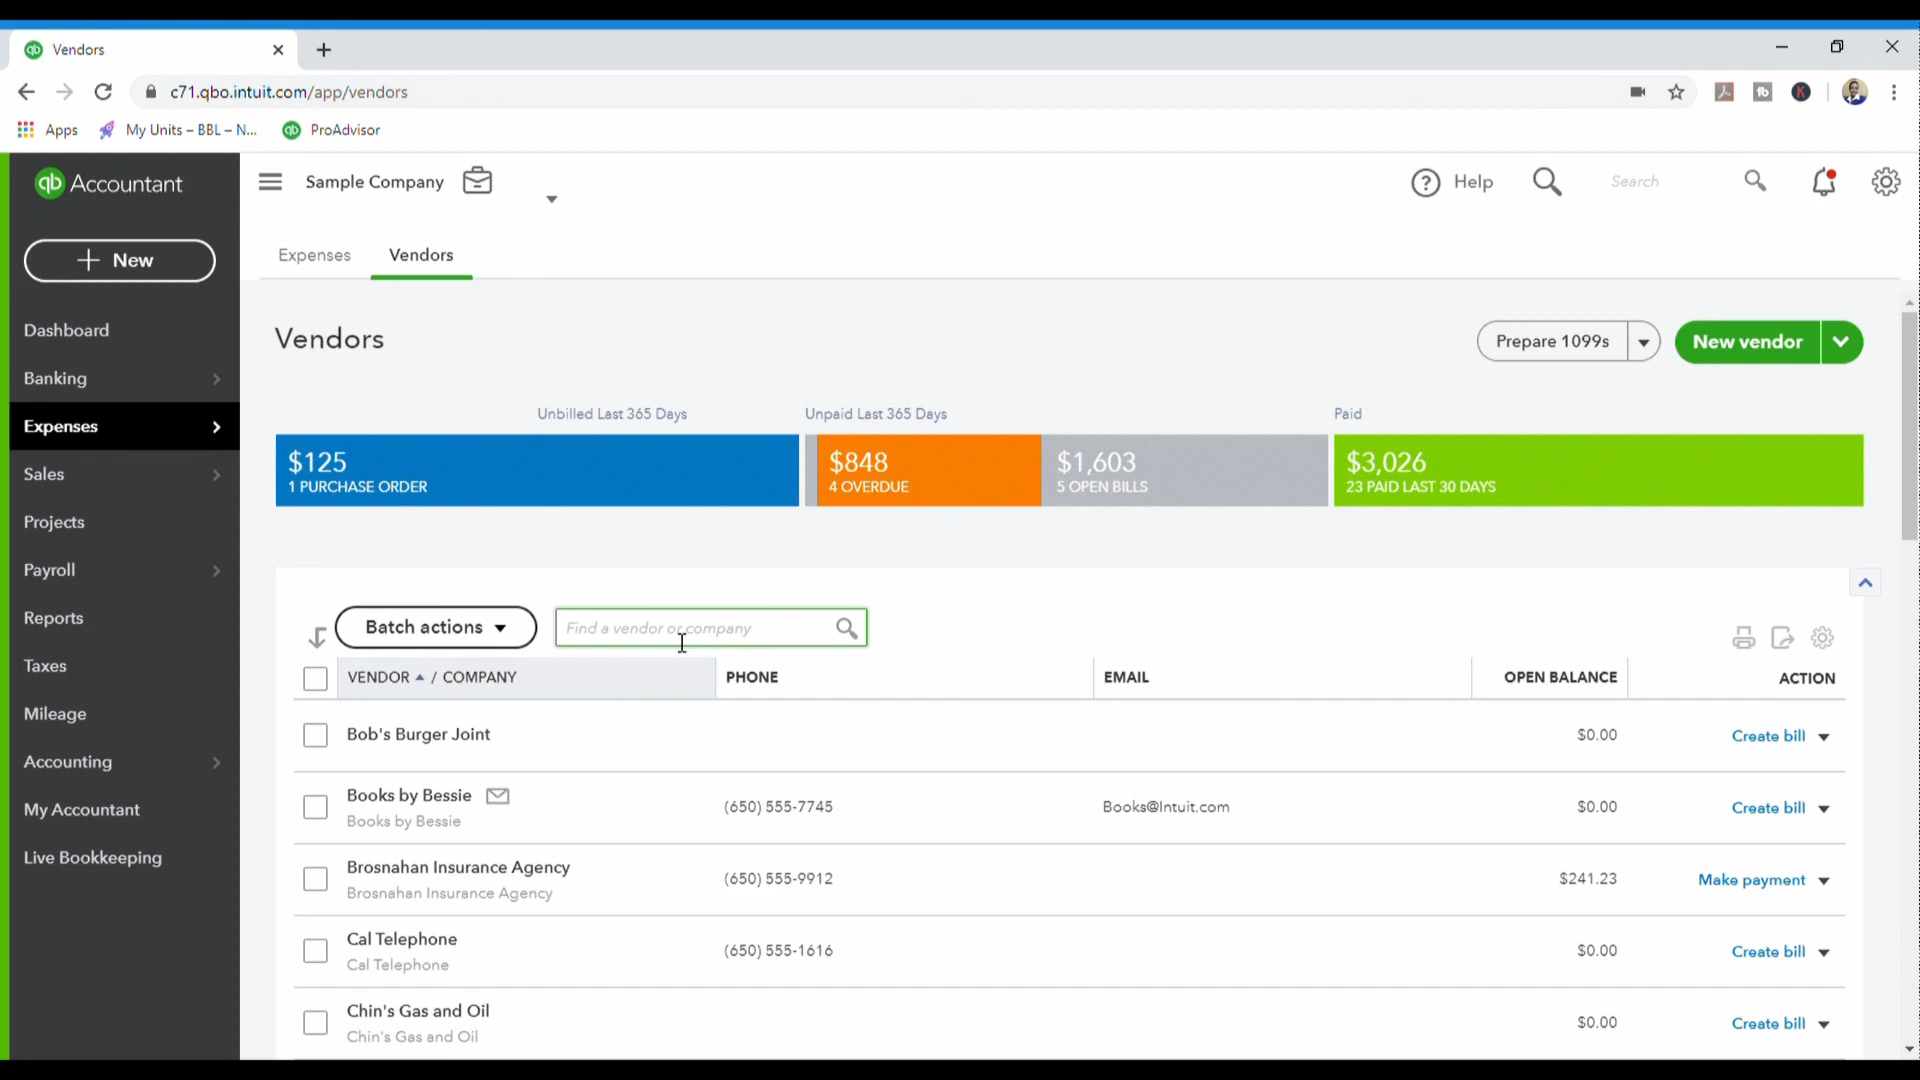 Vendors
c71.qbo.intuit.com/app/vendors
Apps My Units – BBL – N... ProAdvisor
qb Accountant
Sample Company
Help
Search
New
Expenses Vendors
Dashboard
Banking
Expenses
Sales
Projects
Payroll
Reports
Taxes
Mileage
Accounting
My Accountant
Live Bookkeeping
Vendors
Prepare 1099s
New vendor
Unbilled Last 365 Days Unpaid Last 365 Days Paid
$125 $848 $1,603 $3,026
1 PURCHASE ORDER 4 OVERDUE 5 OPEN BILLS 23 PAID LAST 30 DAYS
Batch actions
Find a vendor or company
VENDOR / COMPANY PHONE EMAIL OPEN BALANCE ACTION
Bob's Burger Joint $0.00 Create bill
Books by Bessie
Books by Bessie (650) 555-7745 Books@Intuit.com $0.00 Create bill
Brosnahan Insurance Agency
Brosnahan Insurance Agency (650) 555-9912 $241.23 Make payment
Cal Telephone
Cal Telephone (650) 555-1616 $0.00 Create bill
Chin's Gas and Oil
Chin's Gas and Oil $0.00 Create bill